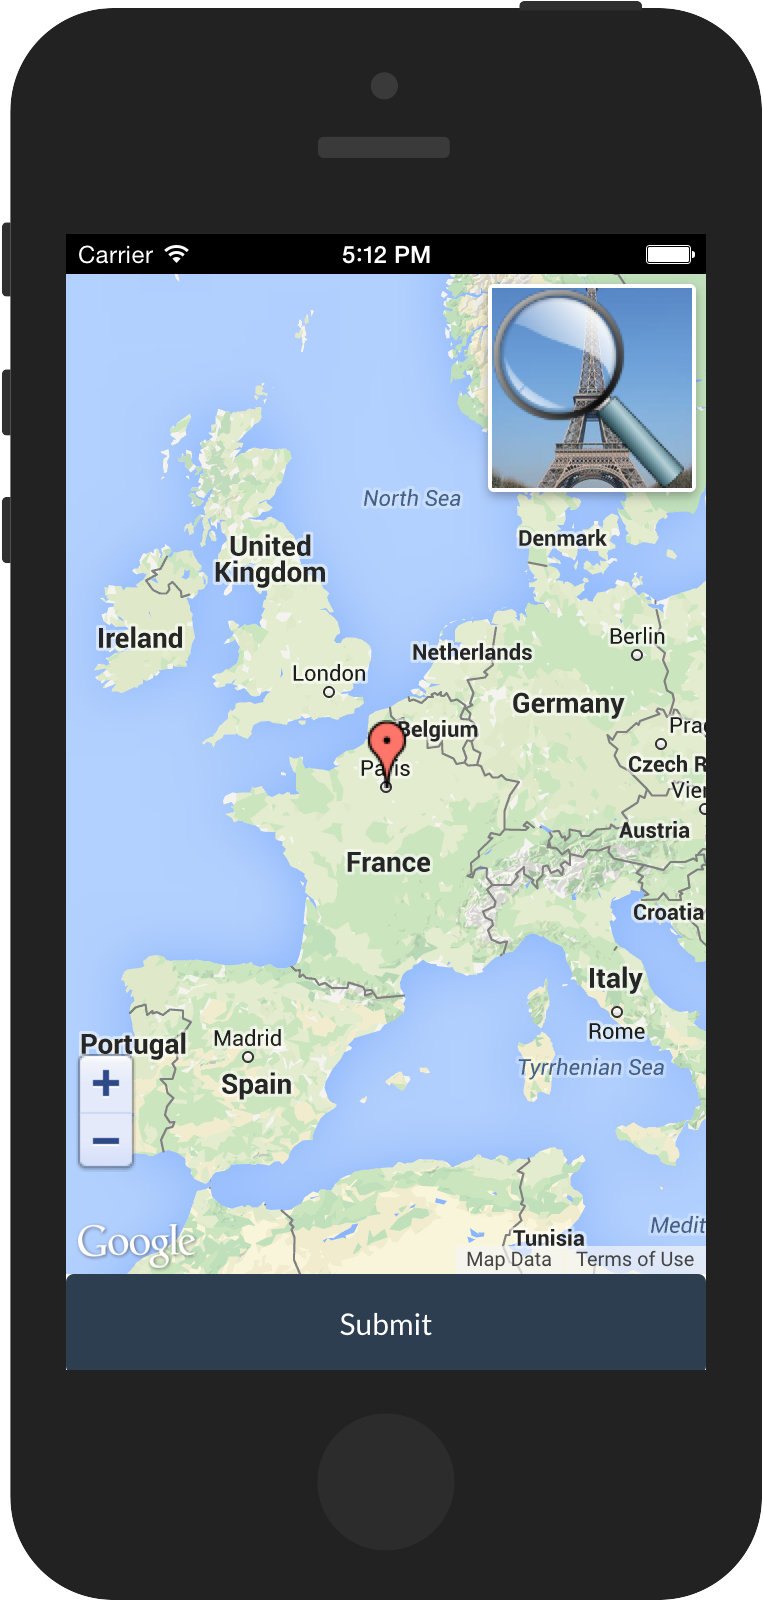 Carrier
5:12 PM
North Sea
Denmark
United
Kingdom
Ireland
Berlin
Netherlands
London
Germany
Belgium
Prag
Paris
Czech R
Vien
Austria
France
Croatia
Italy
Rome
Madrid
Portugal
Tyrrhenian Sea
Spain
+
−
Medit
Google
Tunisia
Map Data
Terms of Use
Submit